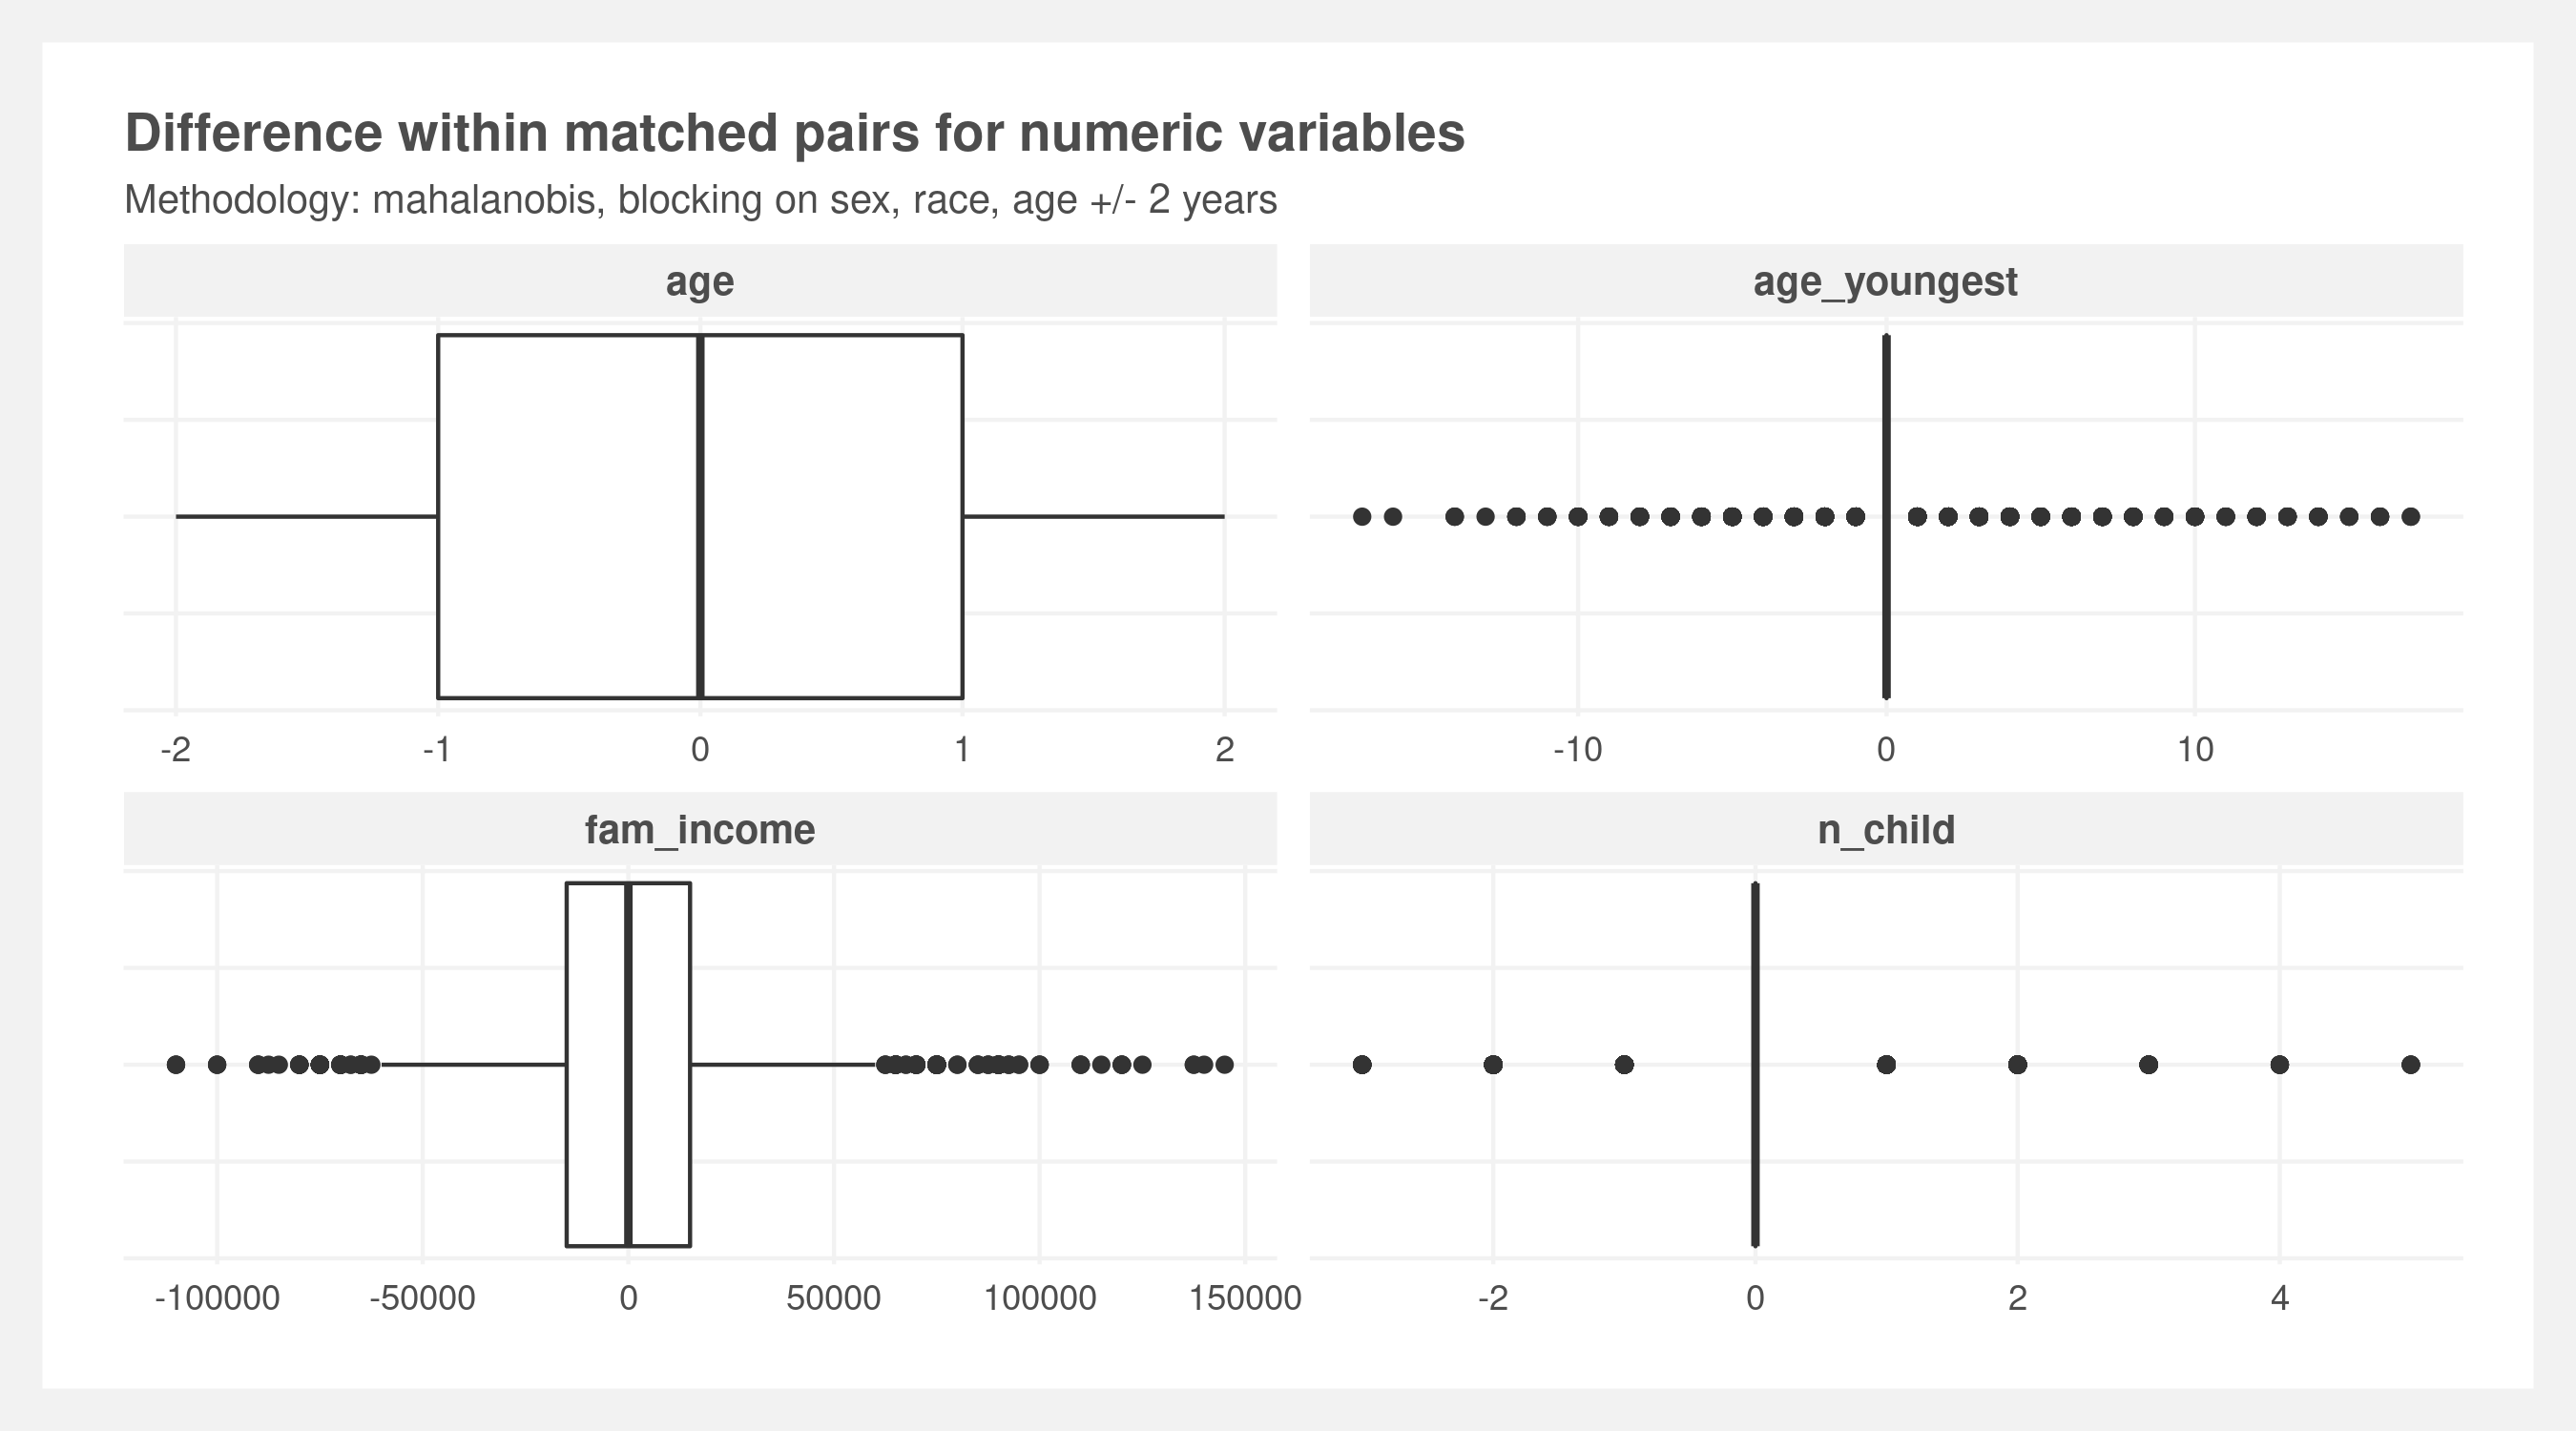 Difference within matched pairs for numeric variables
Methodology: mahalanobis, blocking on sex, race, age +/- 2 years
age
-2 -1 0 1 2
age_youngest
-10 0 10
fam_income
-100000 -50000 0 50000 100000 150000
n_child
-2 0 2 4